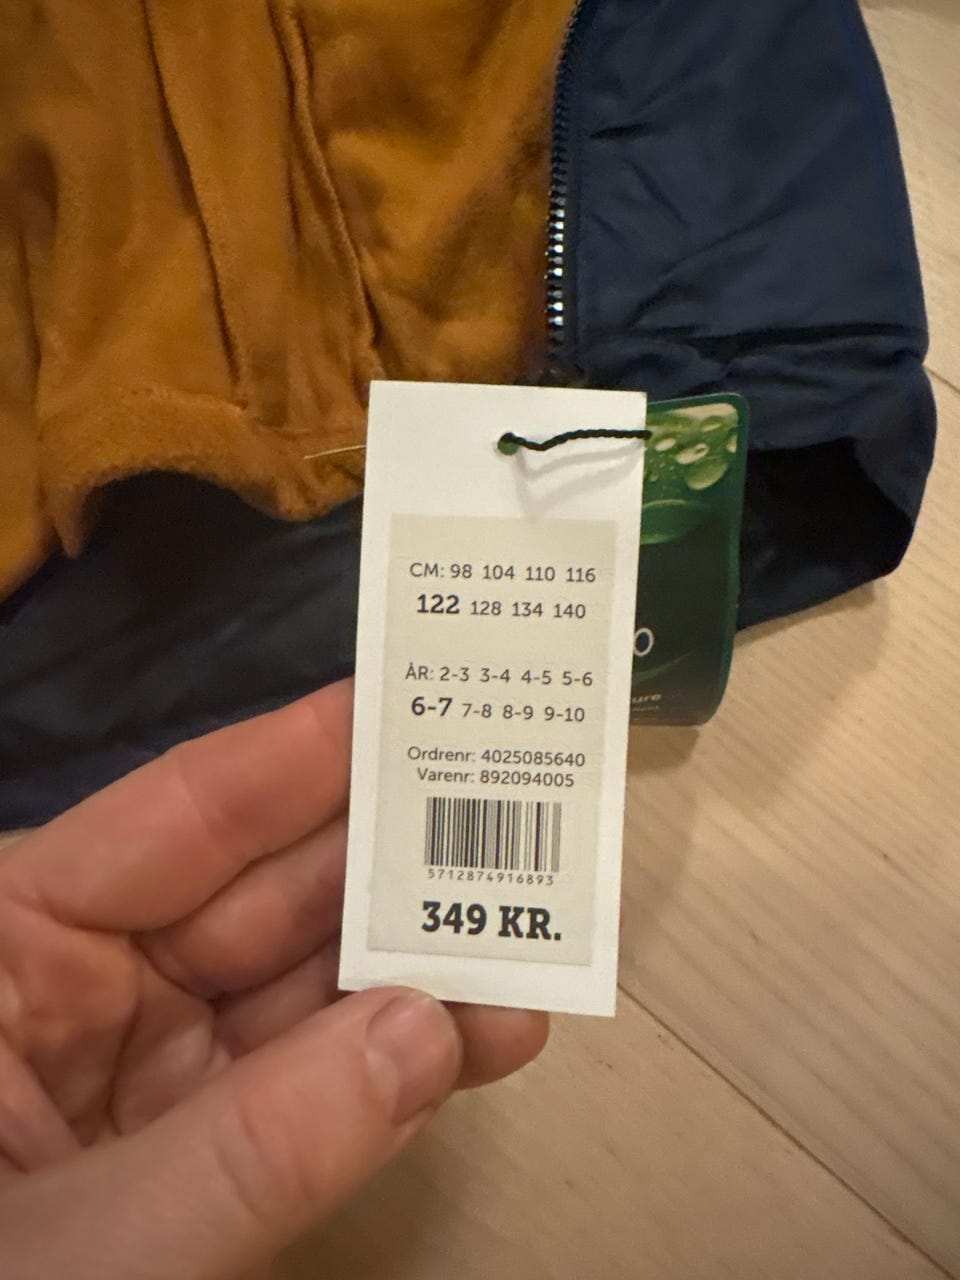 CM: 98 104 110 116
122 128 134 140
ÅR: 2-3 3-4 4-5 5-6
6-7 7-8 8-9 9-10
Ordrenr: 4025085640
Varenr: 892094005
5712874916893
349 KR.